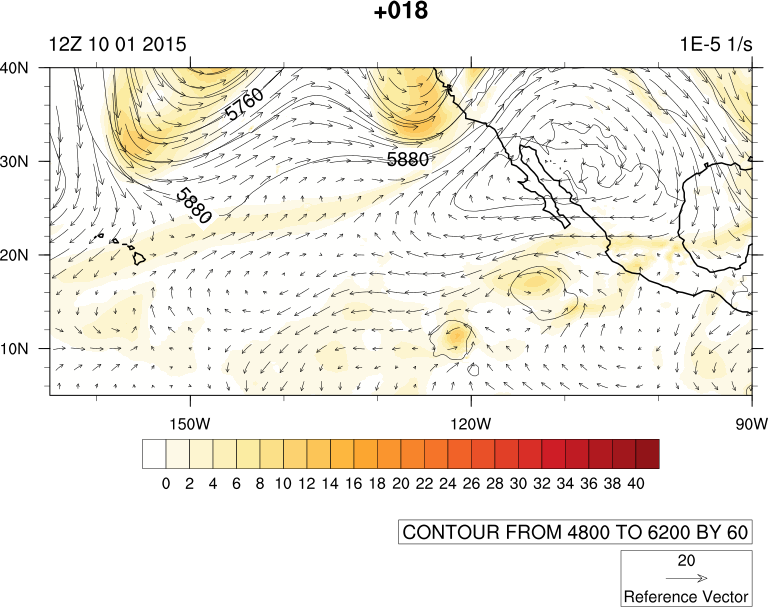 +018
12Z 10 01 2015 1E-5 1/s
40N
5760
30N
5880
5880
20N
10N
150W 120W 90W
0 2 4 6 8 10 12 14 16 18 20 22 24 26 28 30 32 34 36 38 40
CONTOUR FROM 4800 TO 6200 BY 60
20
Reference Vector